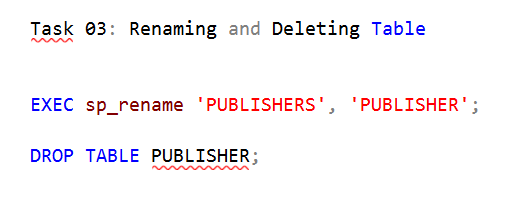 Task 03: Renaming and Deleting Table
EXEC sp_rename 'PUBLISHERS', 'PUBLISHER';
DROP TABLE PUBLISHER;